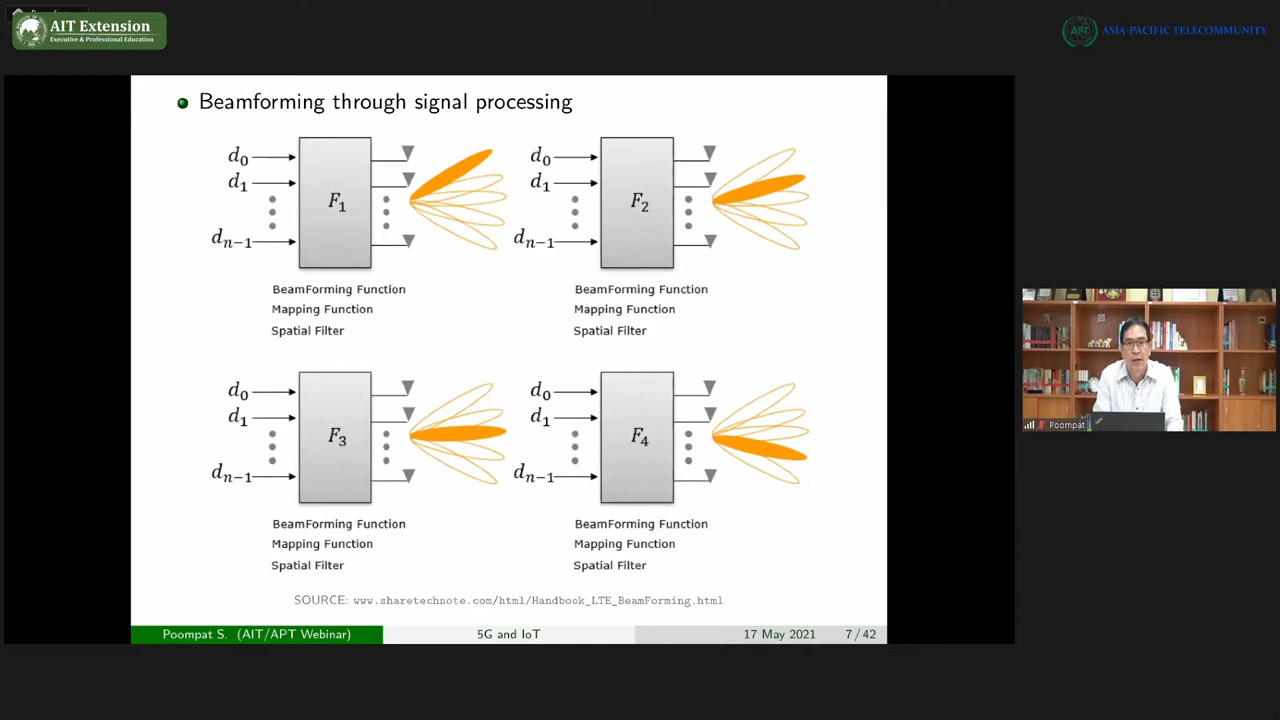 AIT Extension
Executive & Professional Education
APT
ASIA-PACIFIC TELECOMMUNITY
Beamforming through signal processing
d0
d1
dn−1
F1
BeamForming Function
Mapping Function
Spatial Filter
d0
d1
dn−1
F2
BeamForming Function
Mapping Function
Spatial Filter
d0
d1
dn−1
F3
BeamForming Function
Mapping Function
Spatial Filter
d0
d1
dn−1
F4
BeamForming Function
Mapping Function
Spatial Filter
SOURCE: www.sharetechnote.com/html/Handbook_LTE_BeamForming.html
Poompat S. (AIT/APT Webinar)
5G and IoT
17 May 2021
7 / 42
Poompat